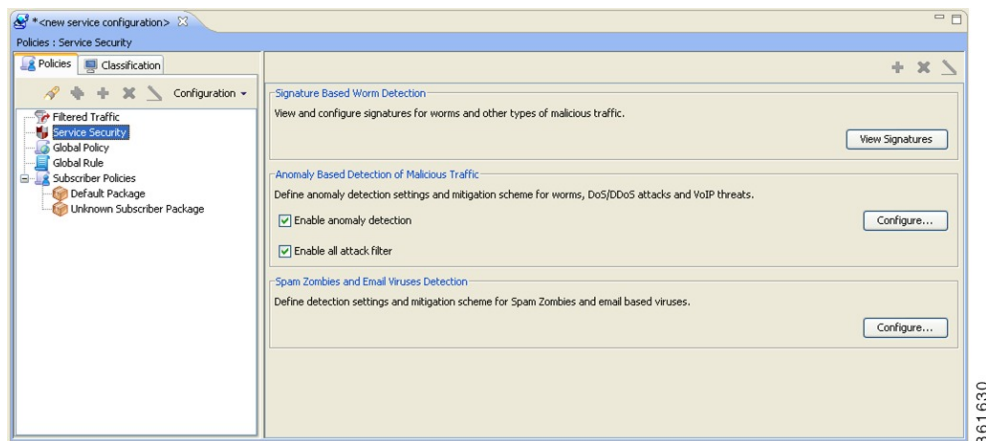 *<new service configuration>
Policies : Service Security
Policies
Classification
Configuration
Filtered Traffic
Service Security
Global Policy
Global Rule
Subscriber Policies
Default Package
Unknown Subscriber Package
Signature Based Worm Detection
View and configure signatures for worms and other types of malicious traffic.
View Signatures
Anomaly Based Detection of Malicious Traffic
Define anomaly detection settings and mitigation scheme for worms, DoS/DDoS attacks and VoIP threats.
Enable anomaly detection
Configure...
Enable all attack filter
Spam Zombies and Email Viruses Detection
Define detection settings and mitigation scheme for Spam Zombies and email based viruses.
Configure...
361630